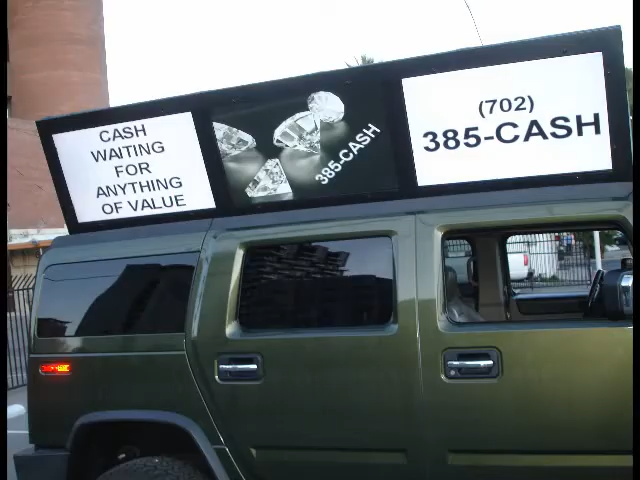 CASH
WAITING
FOR
ANYTHING
OF VALUE
385-CASH
(702)
385-CASH